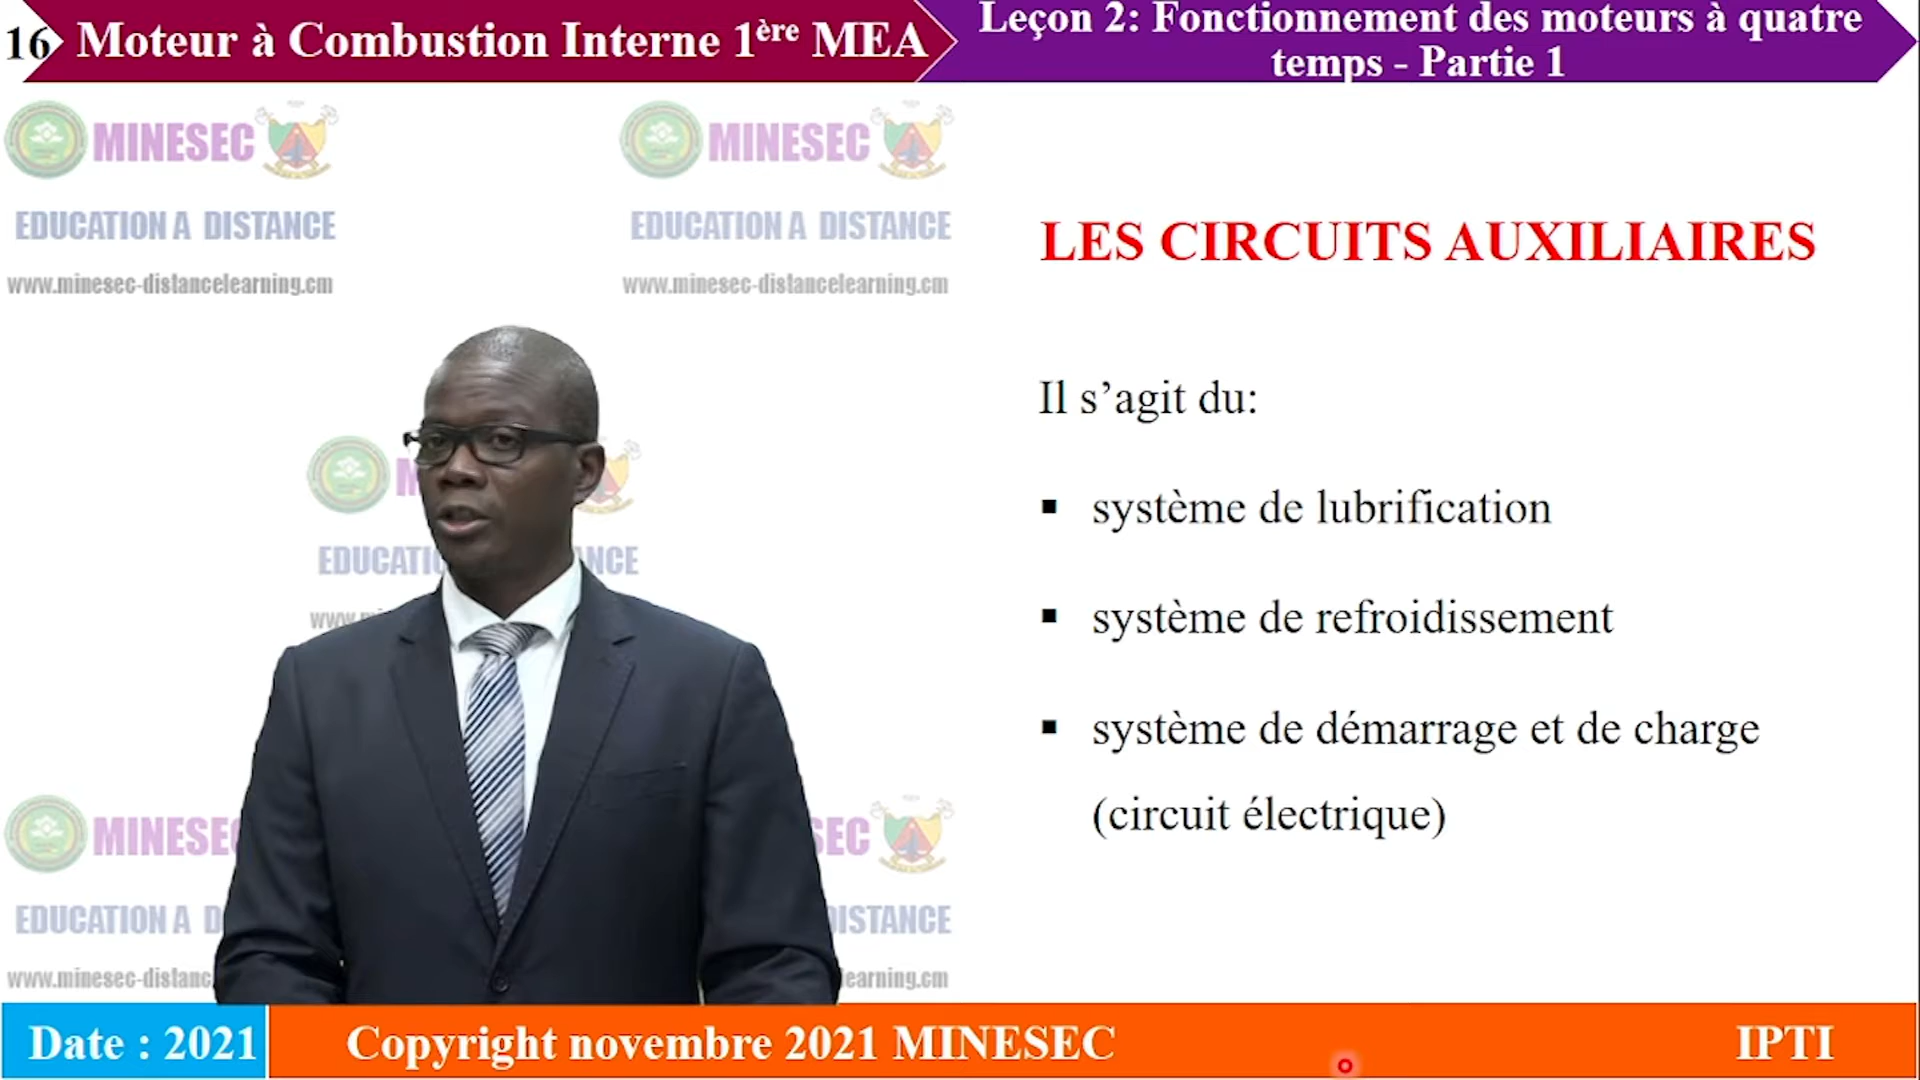 16
Moteur à Combustion Interne 1ère MEA
Leçon 2: Fonctionnement des moteurs à quatre
temps - Partie 1
MINESEC
EDUCATION A DISTANCE
www.minesec-distancelearning.cm
MINESEC
EDUCATION A DISTANCE
www.minesec-distancelearning.cm
LES CIRCUITS AUXILIAIRES
Il s’agit du:
▪ système de lubrification
▪ système de refroidissement
▪ système de démarrage et de charge
(circuit électrique)
Date : 2021
Copyright novembre 2021 MINESEC
IPTI